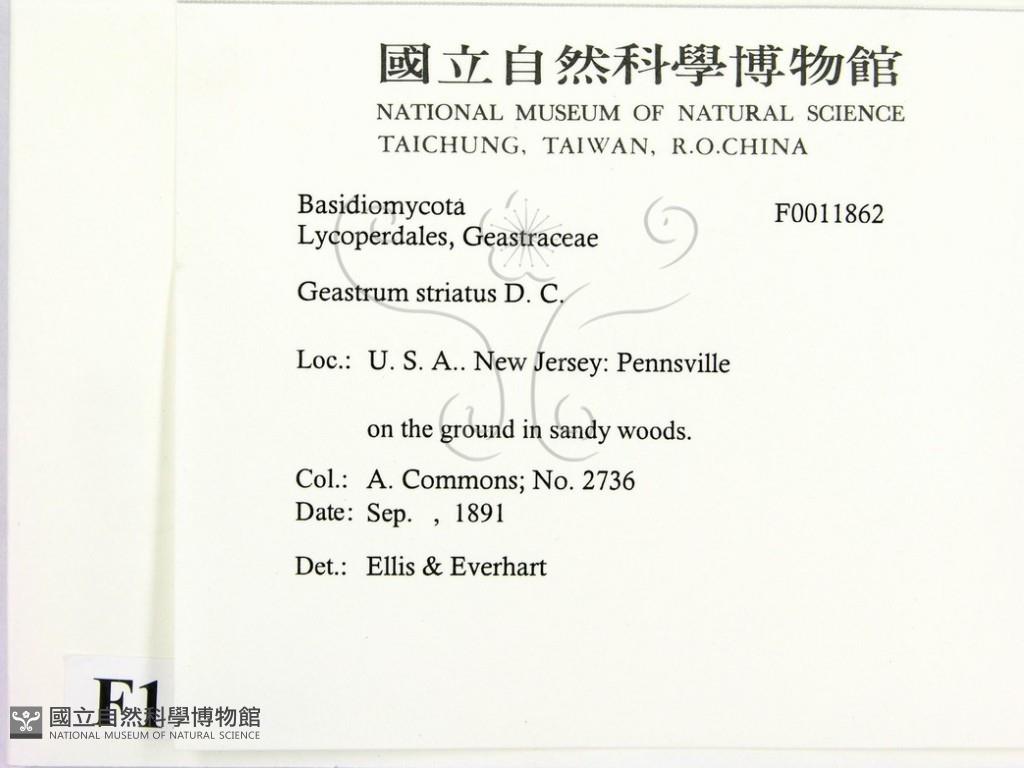 國立自然科學博物館
NATIONAL MUSEUM OF NATURAL SCIENCE
TAICHUNG, TAIWAN, R.O.CHINA
Basidiomycota F0011862
Lycoperdales, Geastraceae
Geastrum striatus D. C.
Loc.: U. S. A.. New Jersey: Pennsville
on the ground in sandy woods.
Col.: A. Commons; No. 2736
Date: Sep. , 1891
Det.: Ellis & Everhart
F1
國立自然科學博物館
NATIONAL MUSEUM OF NATURAL SCIENCE